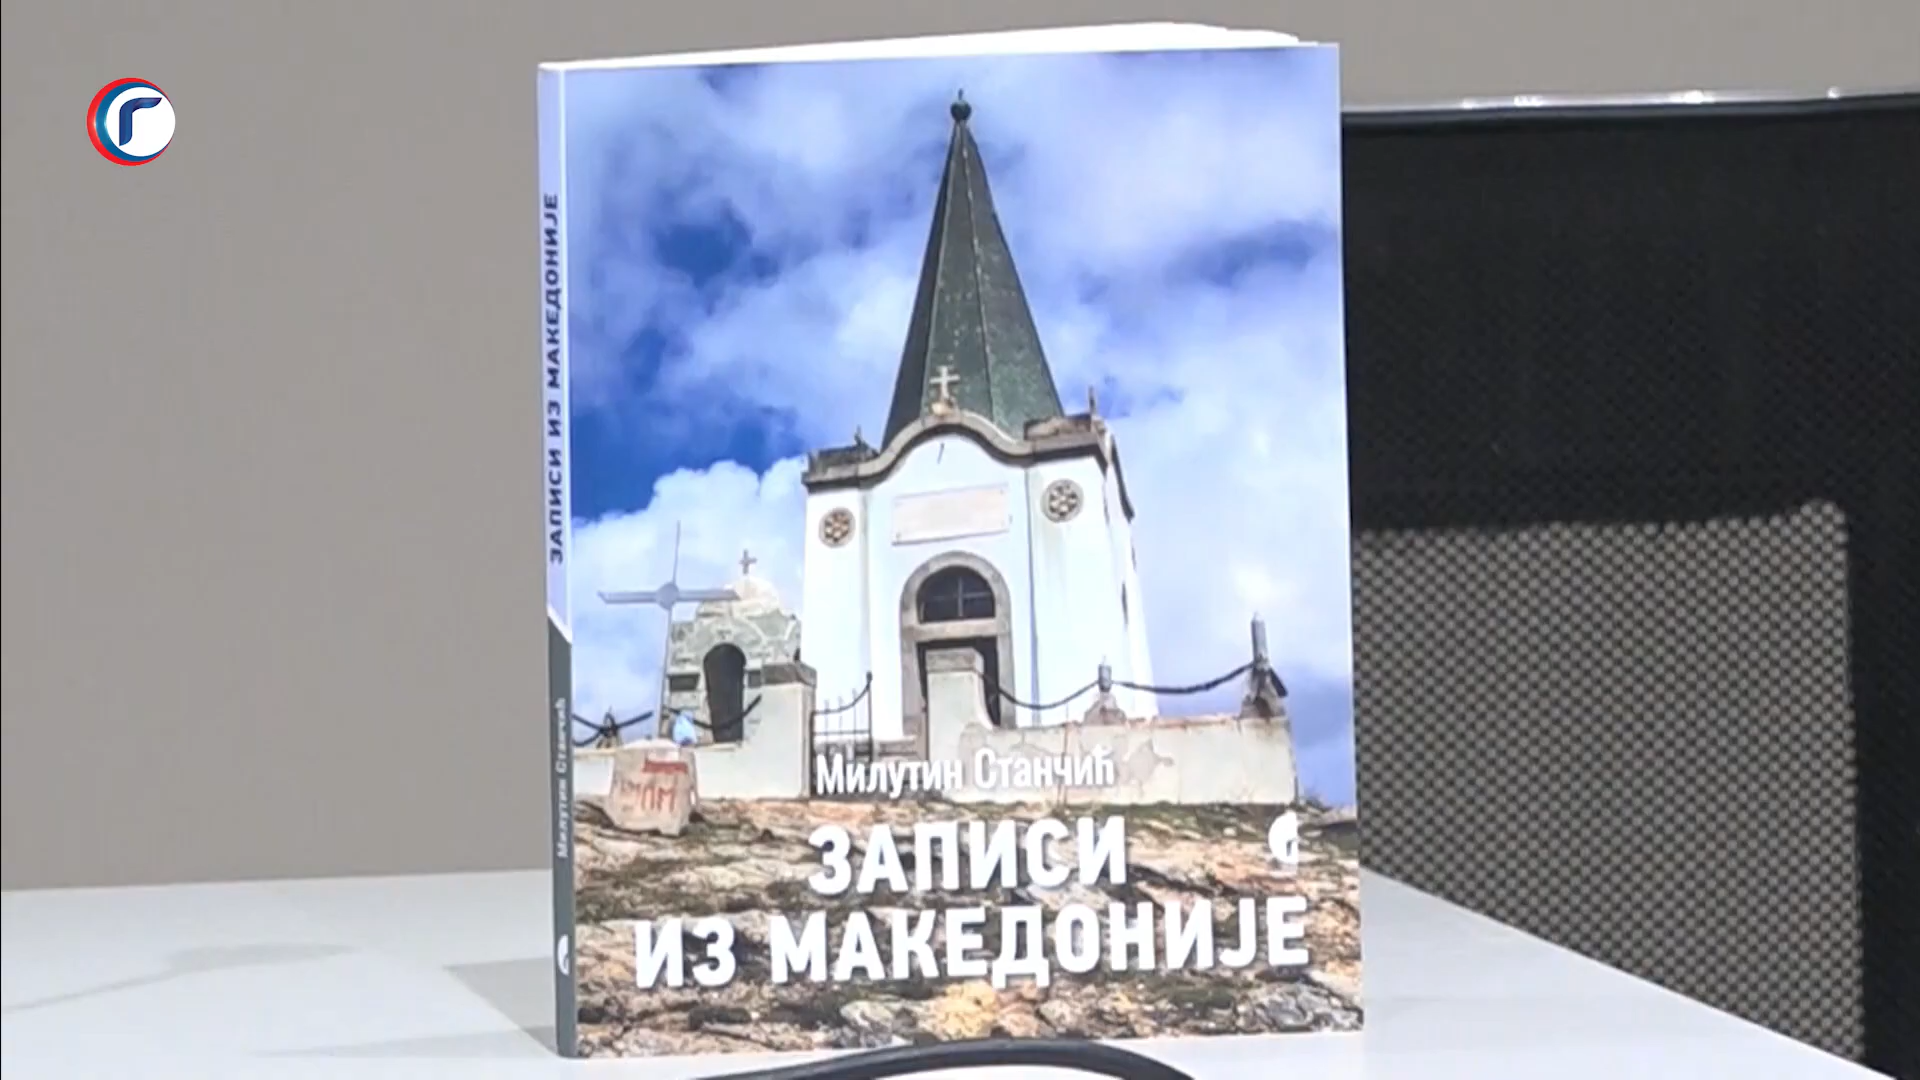 ЗАПИСИ ИЗ МАКЕДОНИЈЕ
Милутин Станчић
Милутин Станчић
ЗАПИСИ
ИЗ МАКЕДОНИЈЕ